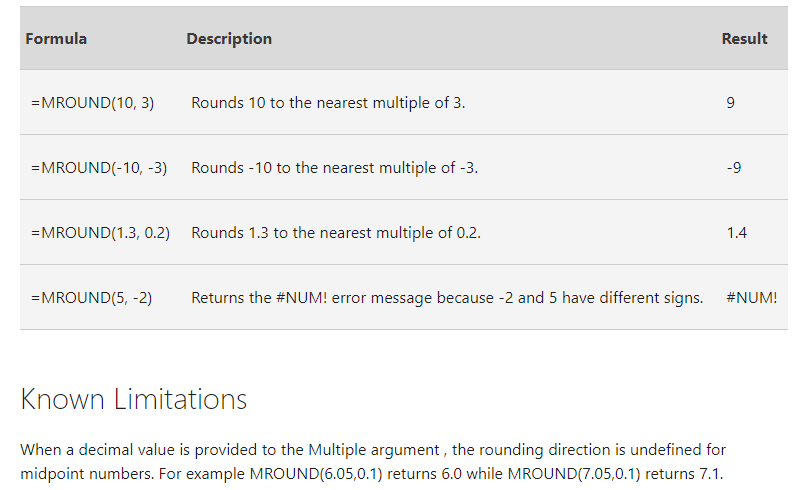 Formula Description Result
=MROUND(10, 3) Rounds 10 to the nearest multiple of 3. 9
=MROUND(-10, -3) Rounds -10 to the nearest multiple of -3. -9
=MROUND(1.3, 0.2) Rounds 1.3 to the nearest multiple of 0.2. 1.4
=MROUND(5, -2) Returns the #NUM! error message because -2 and 5 have different signs. #NUM!
Known Limitations
When a decimal value is provided to the Multiple argument , the rounding direction is undefined for
midpoint numbers. For example MROUND(6.05,0.1) returns 6.0 while MROUND(7.05,0.1) returns 7.1.